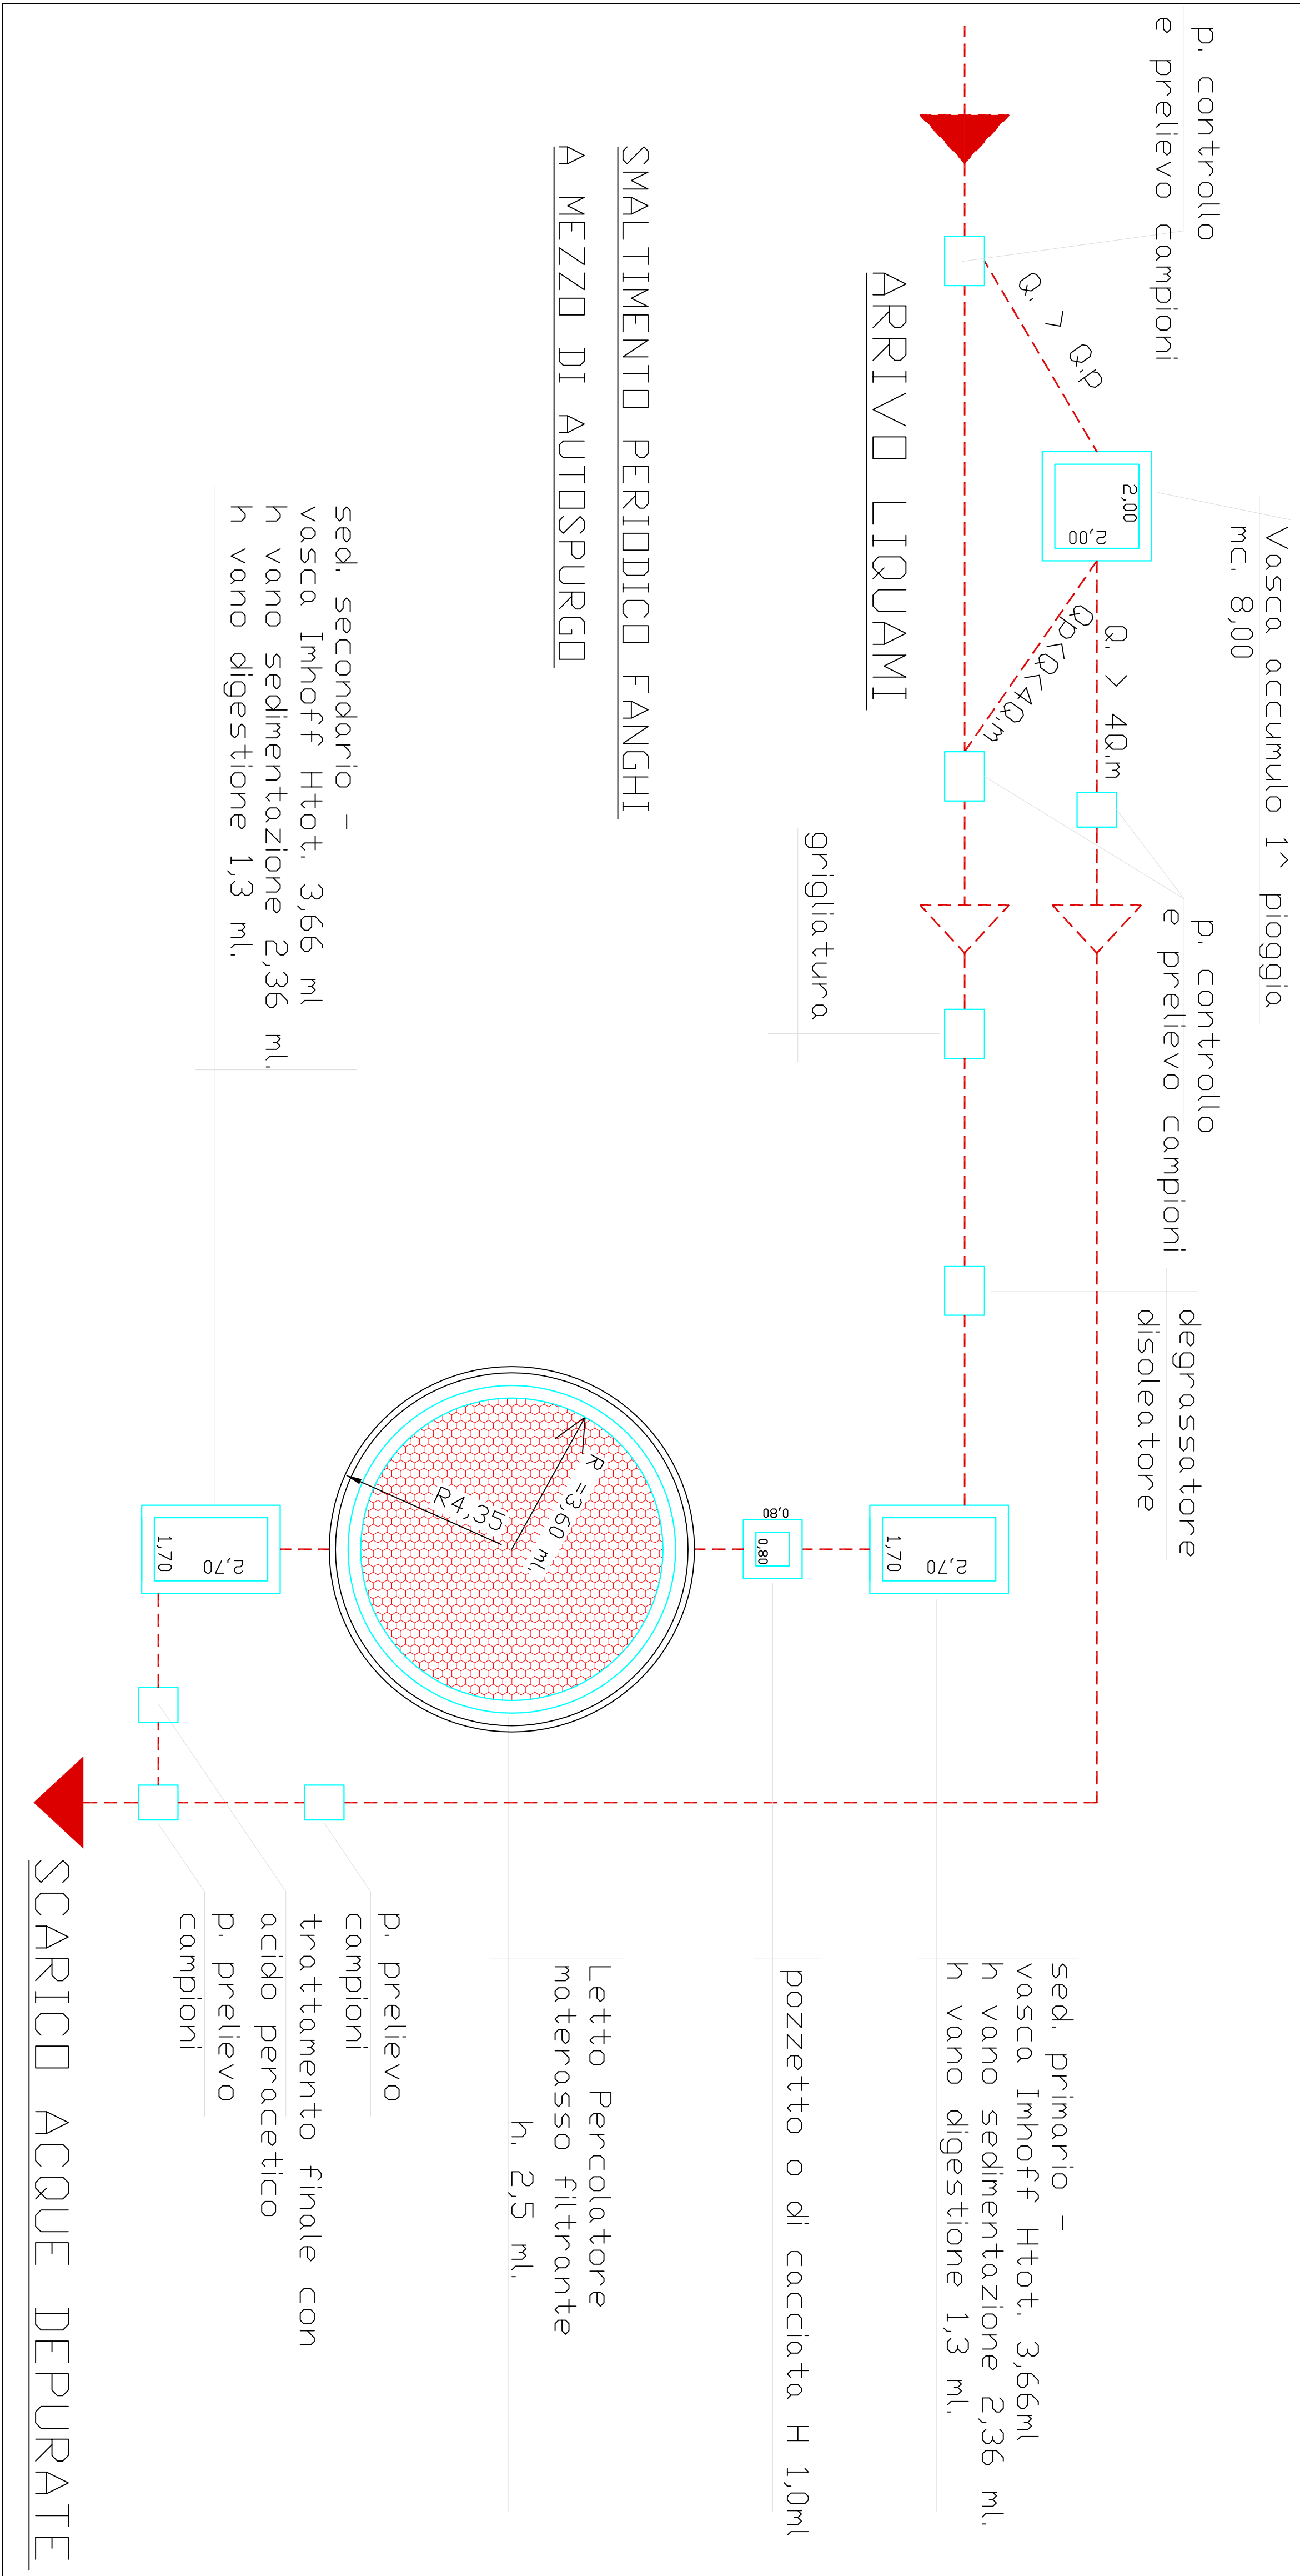 Vasca accumulo 1^ pioggia
mc. 8,00
p. controllo
e prelievo campioni
p. controllo
e prelievo campioni
degrassatore
disoleatore
Q. > Q.p
2,00
2,00
Q. > 4Q.m
Qp<Q<4Q.m
ARRIVO LIQUAMI
grigliatura
sed. primario -
vasca Imhoff Htot. 3,66ml
h vano sedimentazione 2,36 ml.
h vano digestione 1,3 ml.
2,70
1,70
pozzetto o di cacciata H 1,0ml
0,80
0,80
SMALTIMENTO PERIODICO FANGHI
A MEZZO DI AUTOSPURGO
Letto Percolatore
materasso filtrante
h. 2,5 ml.
R =3,60 ml.
R4,35
sed. secondario -
vasca Imhoff Htot. 3,66 ml
h vano sedimentazione 2,36 ml.
h vano digestione 1,3 ml.
2,70
1,70
p. prelievo
campioni
trattamento finale con
acido peracetico
p. prelievo
campioni
SCARICO ACQUE DEPURATE